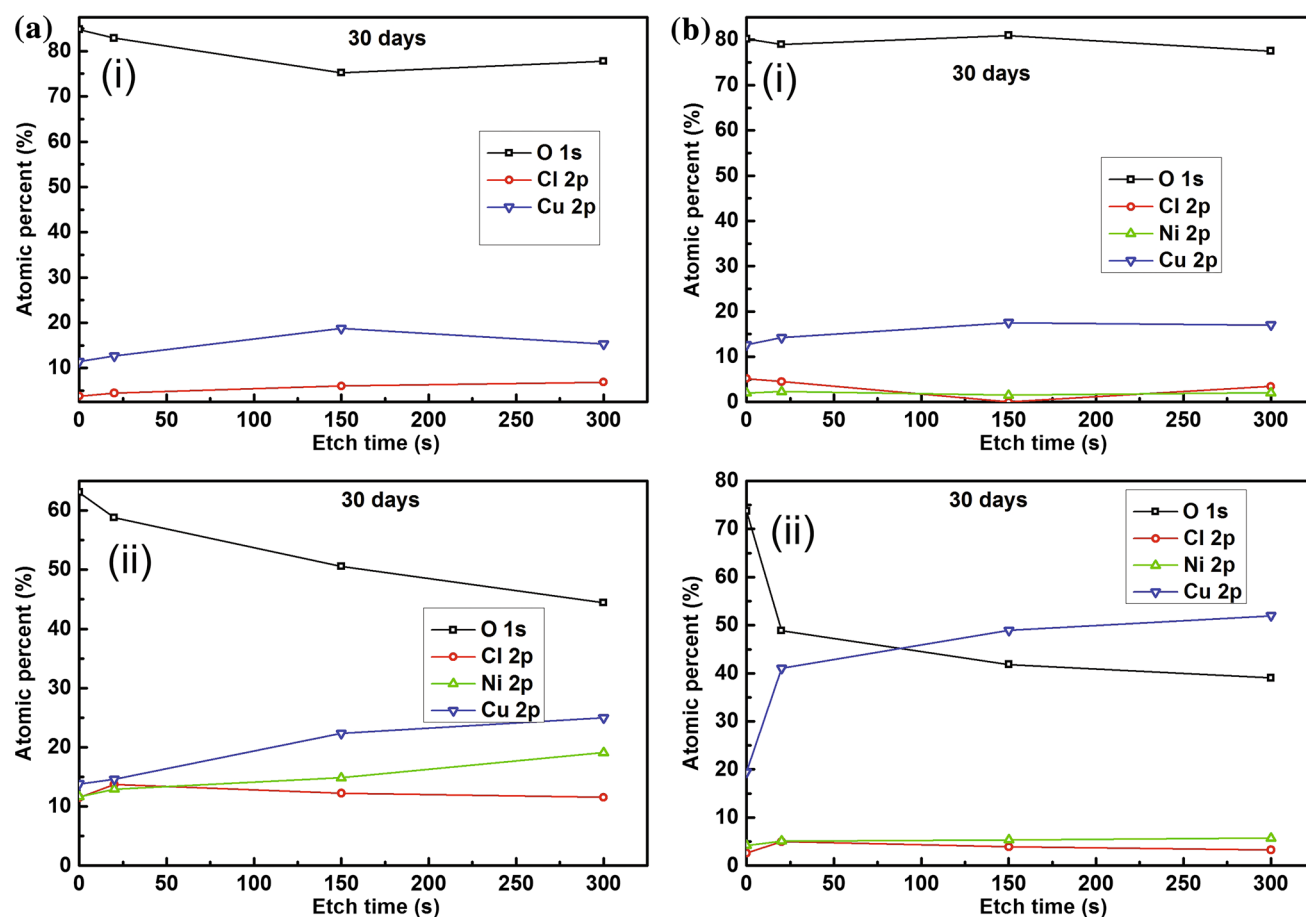 (a)
30 days
(i)
O 1s
Cl 2p
Cu 2p
Atomic percent (%)
80
70
60
50
40
30
20
10
0 50 100 150 200 250 300
Etch time (s)
(b)
(i)
30 days
O 1s
Cl 2p
Ni 2p
Cu 2p
Atomic percent (%)
80
70
60
50
40
30
20
10
0
0 50 100 150 200 250 300
Etch time (s)
30 days
(ii)
O 1s
Cl 2p
Ni 2p
Cu 2p
Atomic percent (%)
60
50
40
30
20
10
0
0 50 100 150 200 250 300
Etch time (s)
30 days
(ii)
O 1s
Cl 2p
Ni 2p
Cu 2p
Atomic percent (%)
80
70
60
50
40
30
20
10
0
0 50 100 150 200 250 300
Etch time (s)